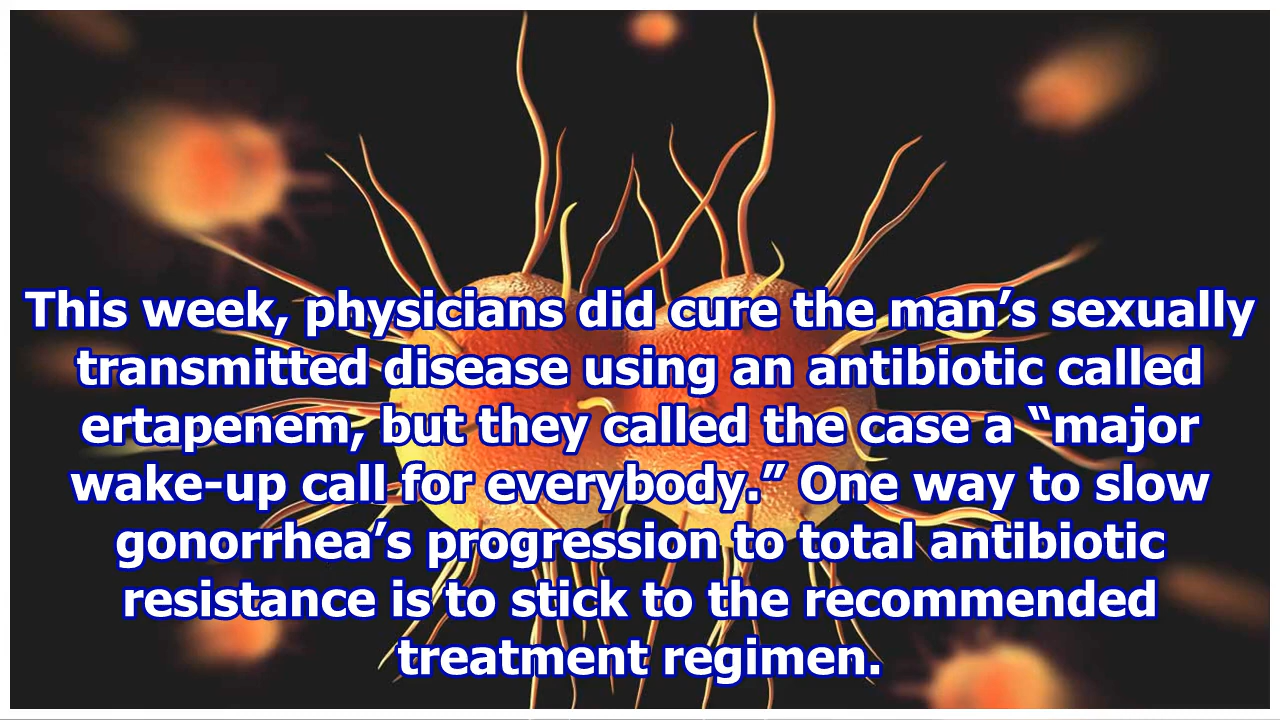 This week, physicians did cure the man’s sexually
transmitted disease using an antibiotic called
ertapenem, but they called the case a “major
wake-up call for everybody.” One way to slow
gonorrhea’s progression to total antibiotic
resistance is to stick to the recommended
treatment regimen.